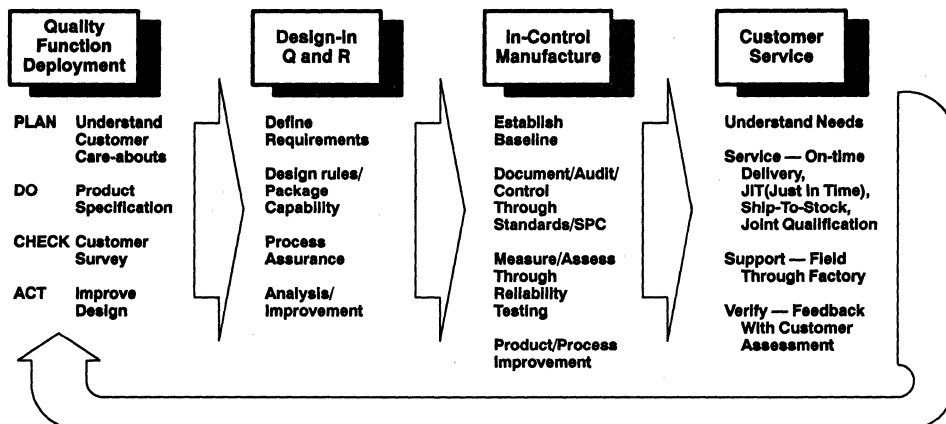 Quality
Function
Deployment
PLAN Understand
Customer
Care-abouts
DO Product
Specification
CHECK Customer
Survey
ACT Improve
Design
Design-in
Q and R
Define
Requirements
Design rules/
Package
Capability
Process
Assurance
Analysis/
Improvement
In-Control
Manufacture
Establish
Baseline
Document/Audit/
Control
Through
Standards/SPC
Measure/Assess
Through
Reliability
Testing
Product/Process
Improvement
Customer
Service
Understand Needs
Service — On-time
Delivery,
JIT(Just In Time),
Ship-To-Stock,
Joint Qualification
Support — Field
Through Factory
Verify — Feedback
With Customer
Assessment